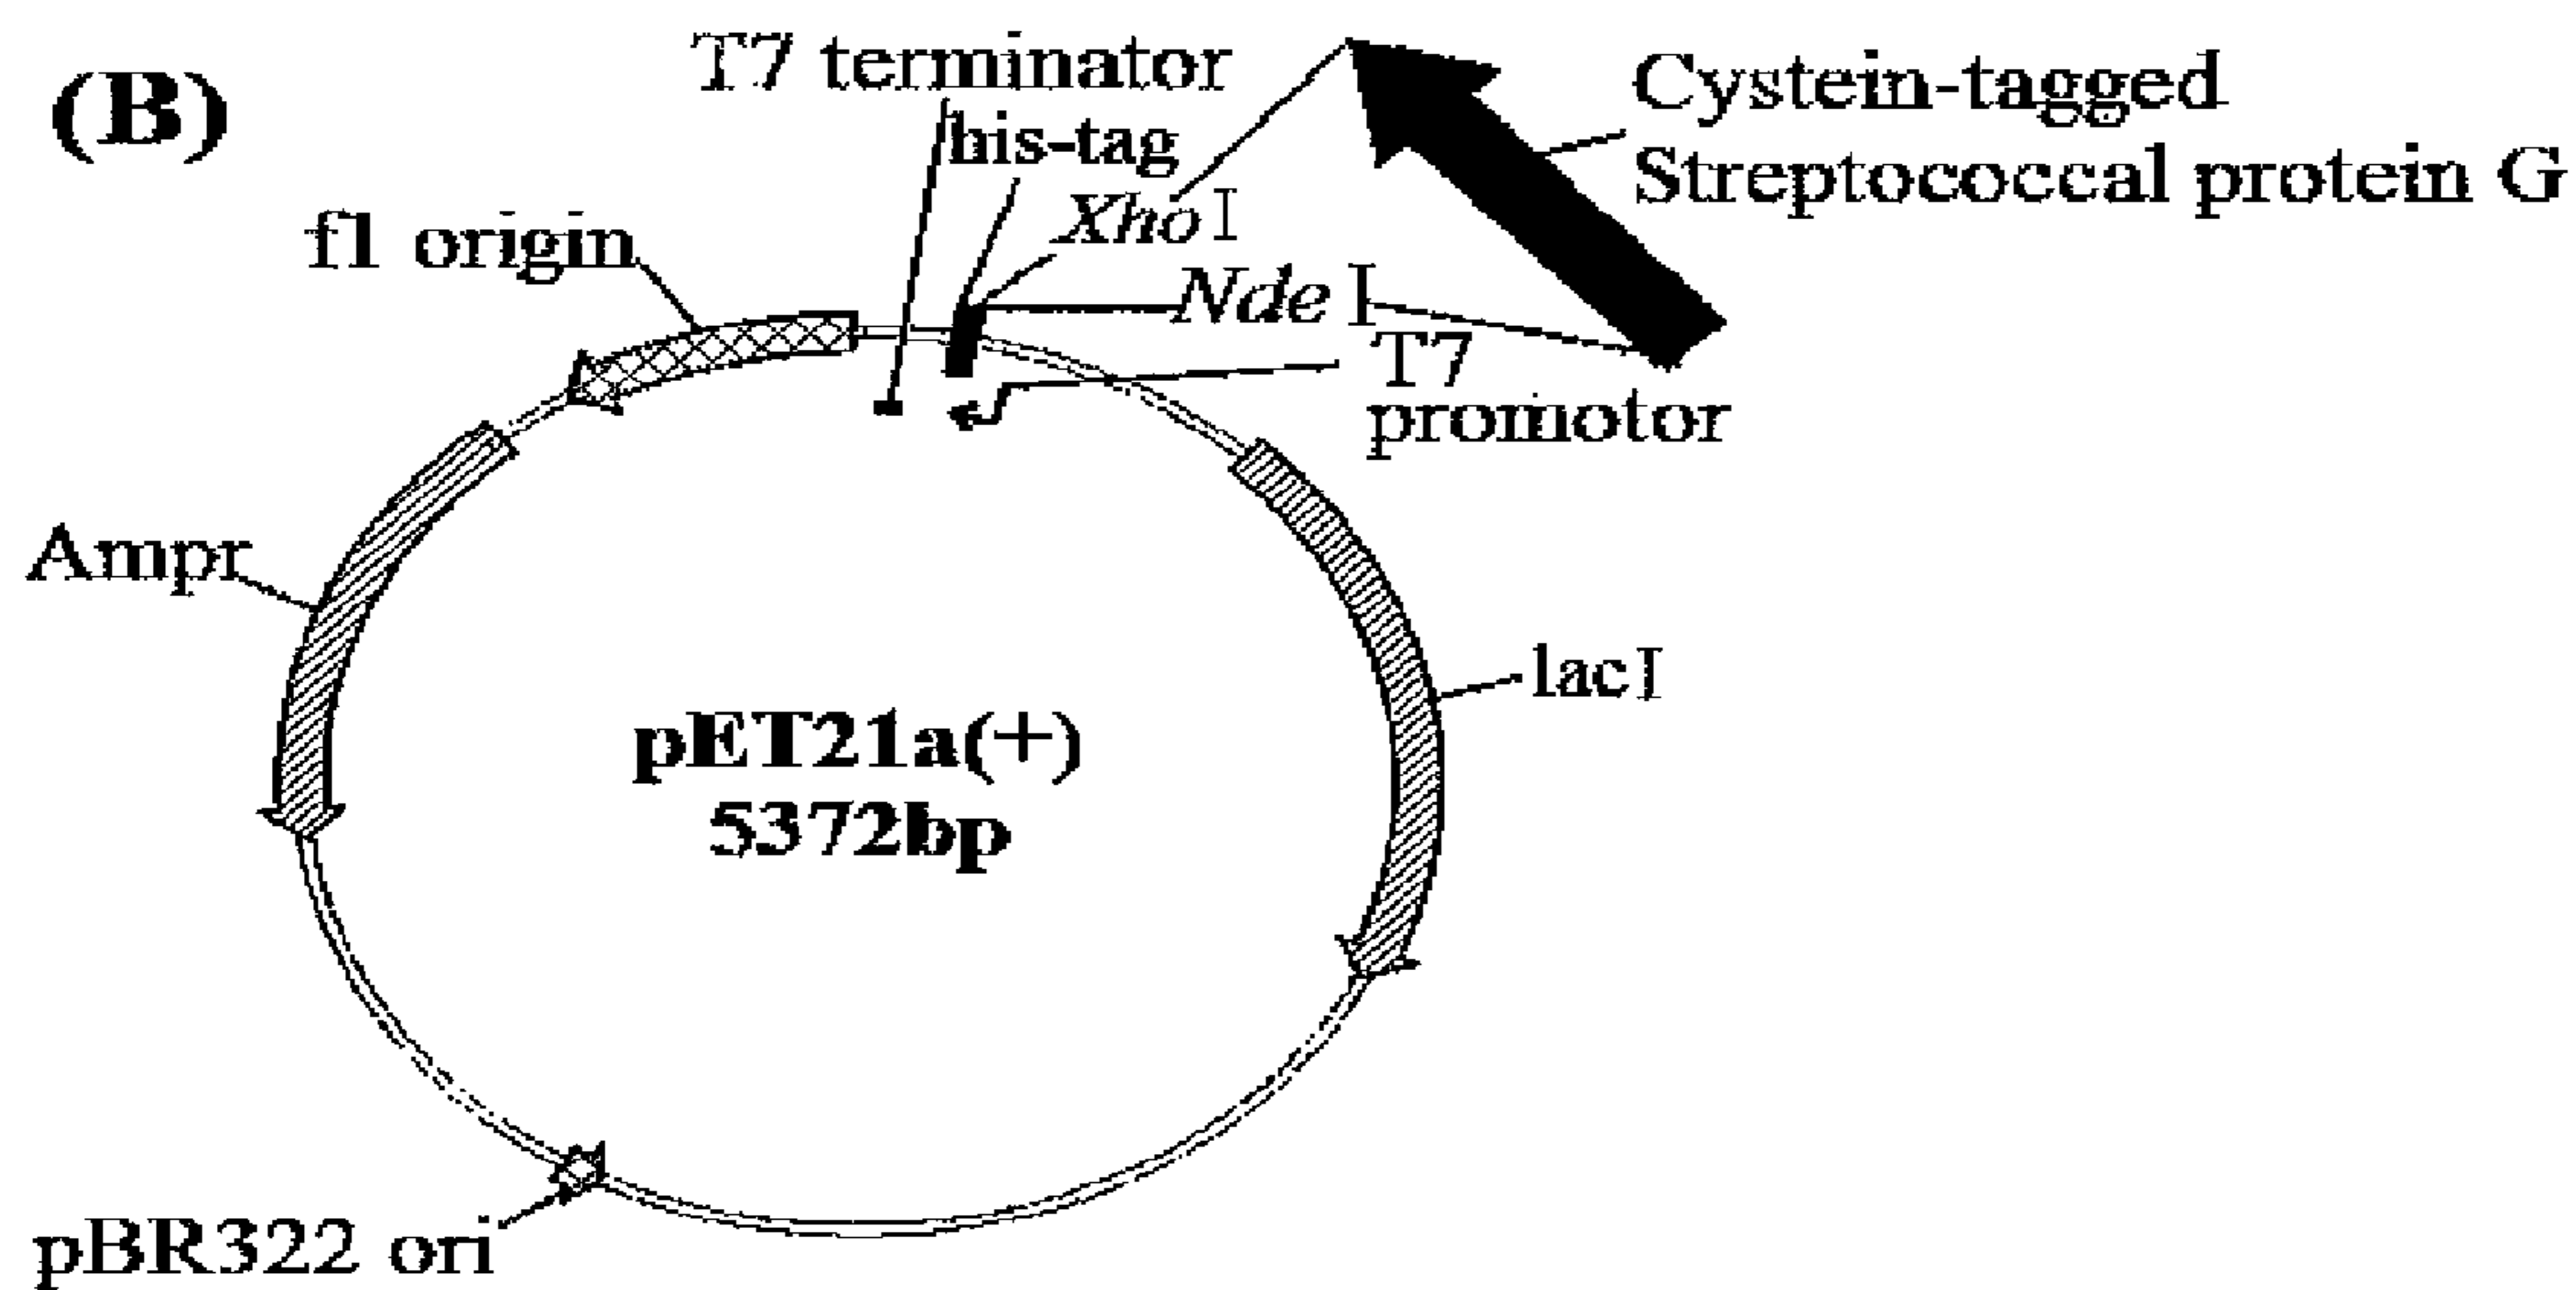 (B)
T7 terminator
his-tag
XhoI
NdeI
f1 origin
Cystein-tagged
Streptococcal protein G
T7
promotor
Ampr
lacI
pET21a(+)
5372bp
pBR322 ori